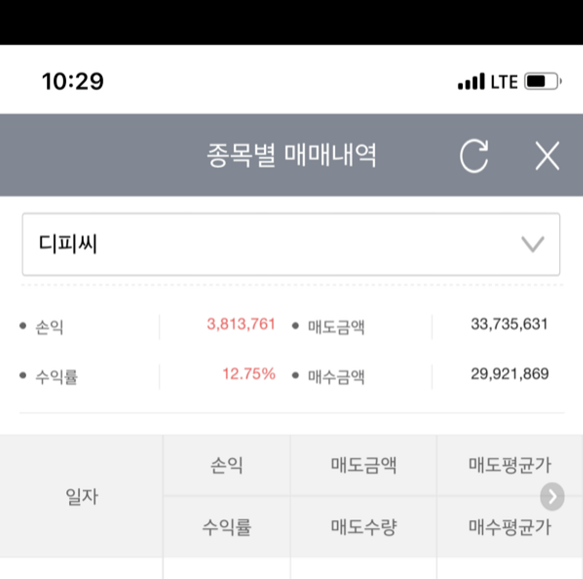 10:29 LTE
종목별 매매내역
디피씨
손익 3,813,761 매도금액 33,735,631
수익률 12.75% 매수금액 29,921,869
일자 손익 매도금액 매도평균가
수익률 매도수량 매수평균가